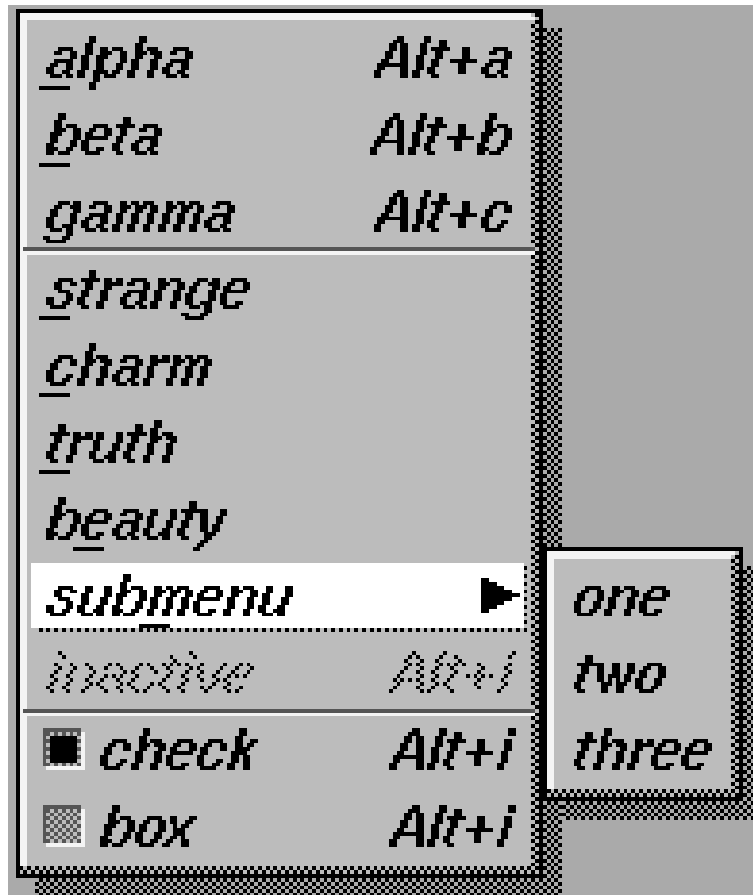 alpha Alt+a
beta Alt+b
gamma Alt+c
strange
charm
truth
beauty
submenu
inactive Alt+i
check Alt+i
box Alt+i
one
two
three